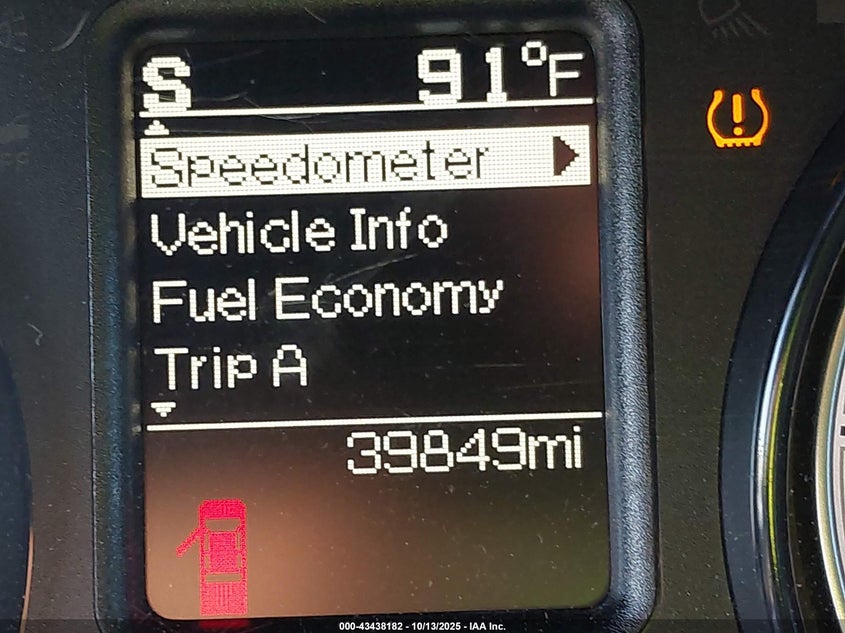 S 91°F
Speedometer
Vehicle Info
Fuel Economy
Trip A
39849mi
000-43438182 - 10/13/2025 - IAA Inc.